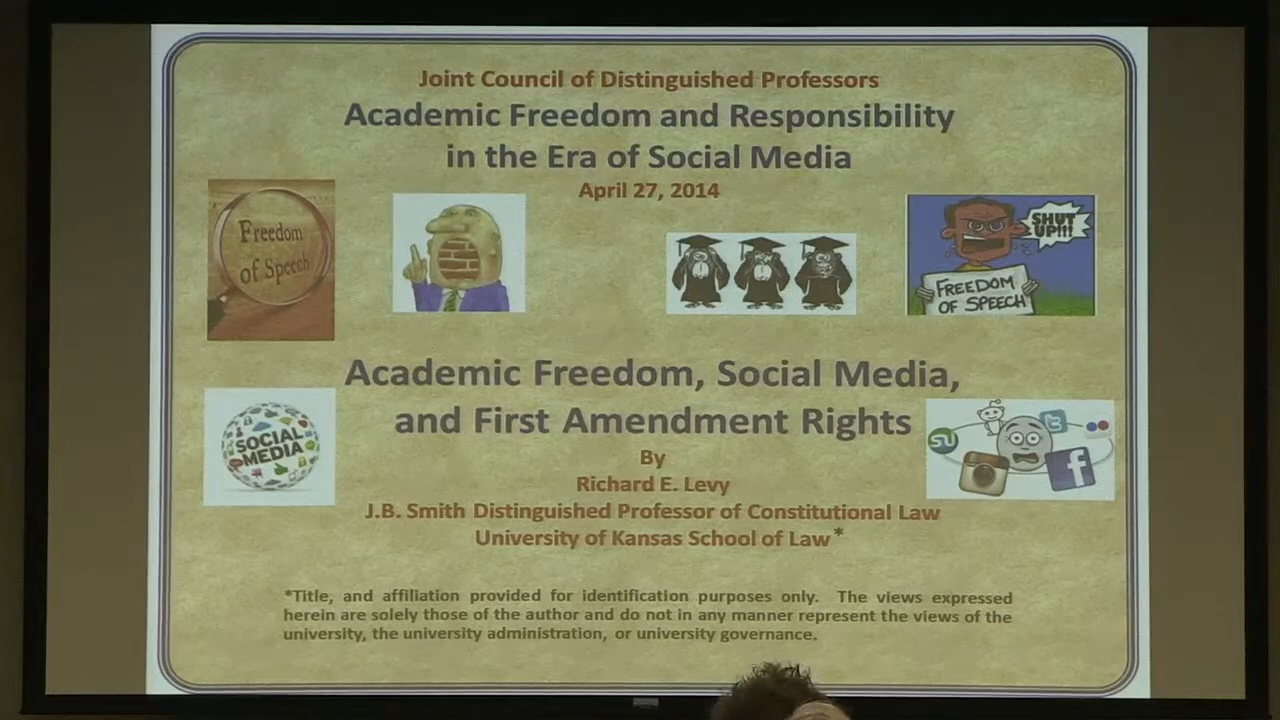 Joint Council of Distinguished Professors
Academic Freedom and Responsibility
in the Era of Social Media
April 27, 2014
Freedom
of Speech
SHUT
UP!!!
FREEDOM
OF SPEECH
Academic Freedom, Social Media,
and First Amendment Rights
SOCIAL
MEDIA
By
Richard E. Levy
J.B. Smith Distinguished Professor of Constitutional Law
University of Kansas School of Law*
*Title, and affiliation provided for identification purposes only. The views expressed
herein are solely those of the author and do not in any manner represent the views of the
university, the university administration, or university governance.